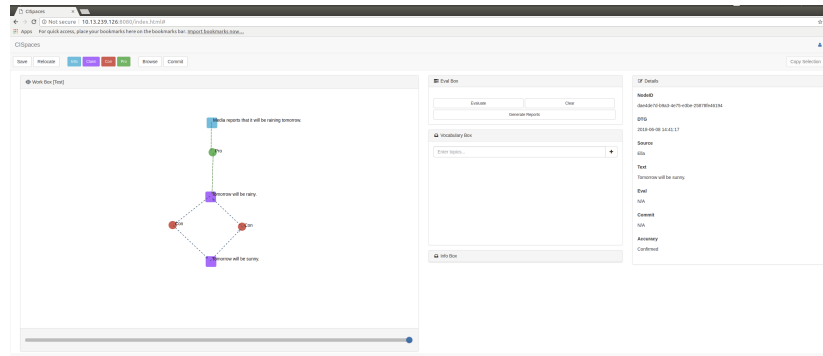 CISpaces
Not secure | 10.13.239.126:8080/index.html#
Apps For quick access, place your bookmarks here on the bookmarks bar. Import bookmarks now...
CISpaces
Save Relocate Info Claim Con Pro Browse Commit Copy Selection
Work Box [Test]
Media reports that it will be raining tomorrow.
Pro
Tomorrow will be rainy.
Con
Con
Tomorrow will be sunny.
Eval Box
Evaluate Clear
Generate Reports
Vocabulary Box
Enter topics... +
Info Box
Details
NodeID
DTG
2018-06-08 14:41:17
Source
Ella
Text
Tomorrow will be sunny.
Eval
N/A
Commit
N/A
Accuracy
Confirmed